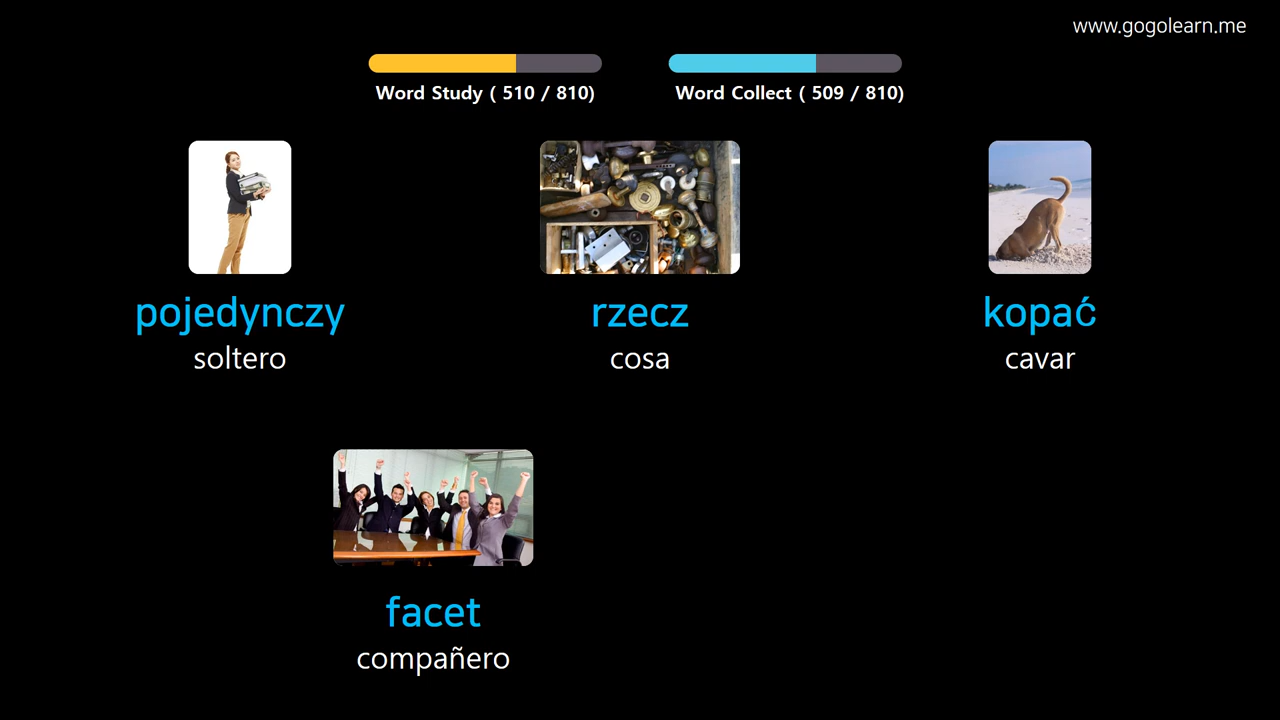 www.gogolearn.me
Word Study ( 510 / 810)
Word Collect ( 509 / 810)
pojedynczy
soltero
rzecz
cosa
kopać
cavar
facet
compañero